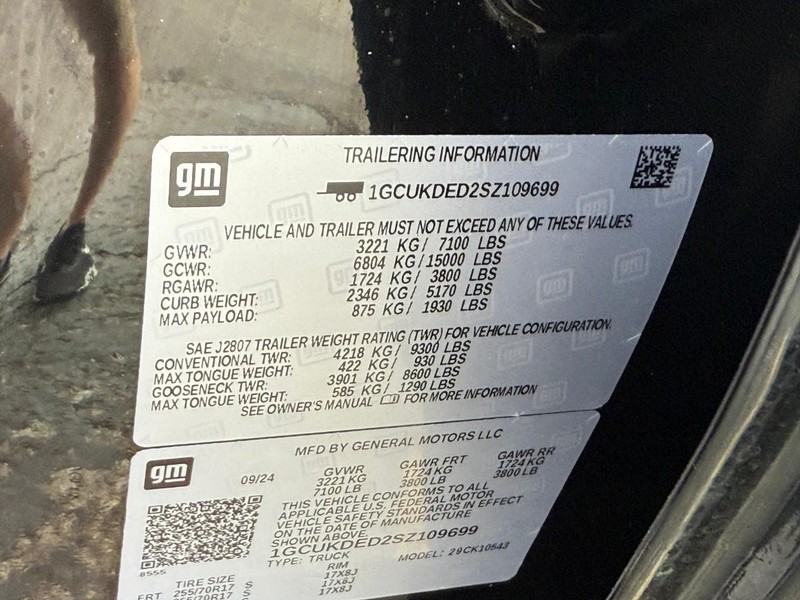 gm
TRAILERING INFORMATION
1GCUKDED2SZ109699
VEHICLE AND TRAILER MUST NOT EXCEED ANY OF THESE VALUES.
GVWR: 3221 KG/ 7100 LBS
GCWR: 6804 KG/15000 LBS
RGAWR: 1724 KG/ 3800 LBS
CURB WEIGHT: 2346 KG/ 5170 LBS
MAX PAYLOAD: 875 KG/ 1930 LBS
SAE J2807 TRAILER WEIGHT RATING (TWR) FOR VEHICLE CONFIGURATION.
CONVENTIONAL TWR: 4218 KG/ 9300 LBS
MAX TONGUE WEIGHT: 422 KG/ 930 LBS
GOOSENECK TWR: 3901 KG/ 8600 LBS
MAX TONGUE WEIGHT: 585 KG/ 1290 LBS
SEE OWNER'S MANUAL FOR MORE INFORMATION
gm
MFD BY GENERAL MOTORS LLC
09/24 GVWR GAWR FRT GAWR RR
3221KG 1724KG 1724KG
7100 LB 3800 LB 3800 LB
THIS VEHICLE CONFORMS TO ALL
APPLICABLE U.S. FEDERAL MOTOR
VEHICLE SAFETY STANDARDS IN EFFECT
ON THE DATE OF MANUFACTURE
SHOWN ABOVE.
1GCUKDED2SZ109699
8555
TYPE: TRUCK MODEL: 29CK10543
TIRE SIZE RIM
FRT 255/70R17 S 17X8J
255/70R17 S 17X8J
17X8J